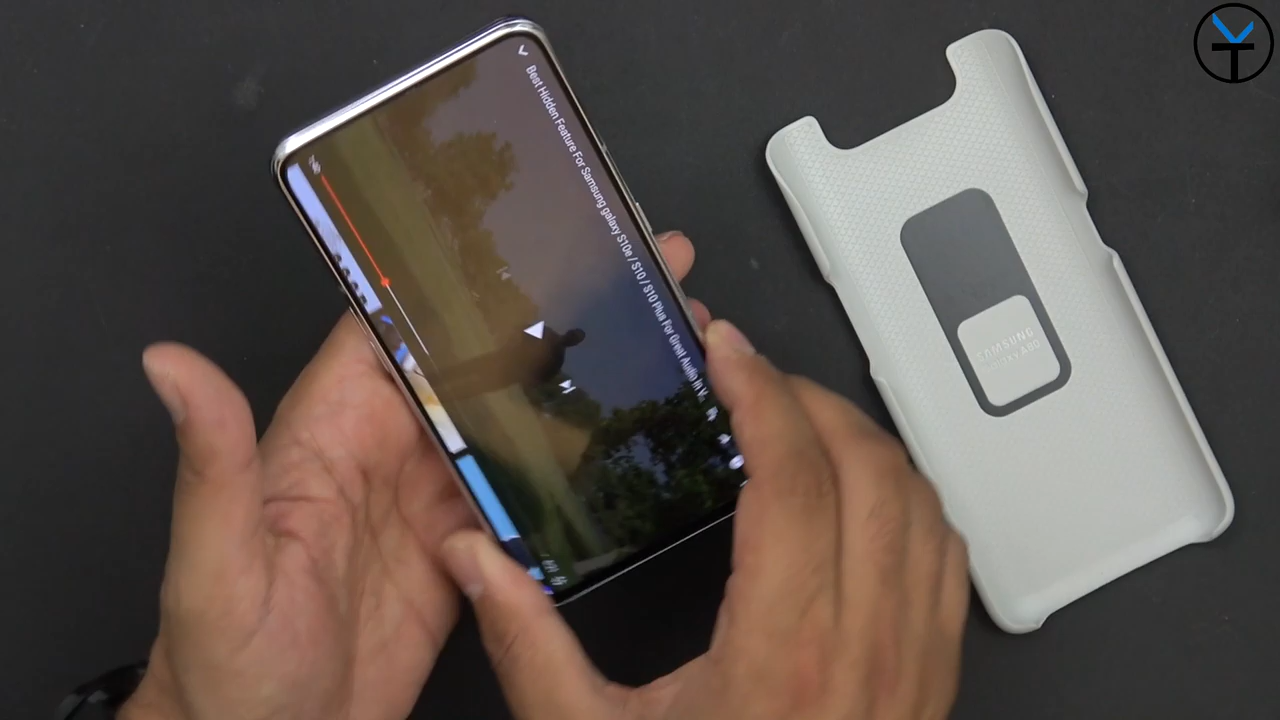 Best Hidden Feature For Samsung galaxy S10e / S10 / S10 Plus For Great Audio In V..
SAMSUNG
Galaxy A80